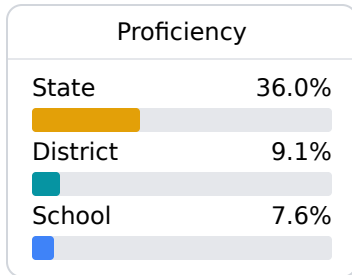 Proficiency
State 36.0%
District 9.1%
School 7.6%